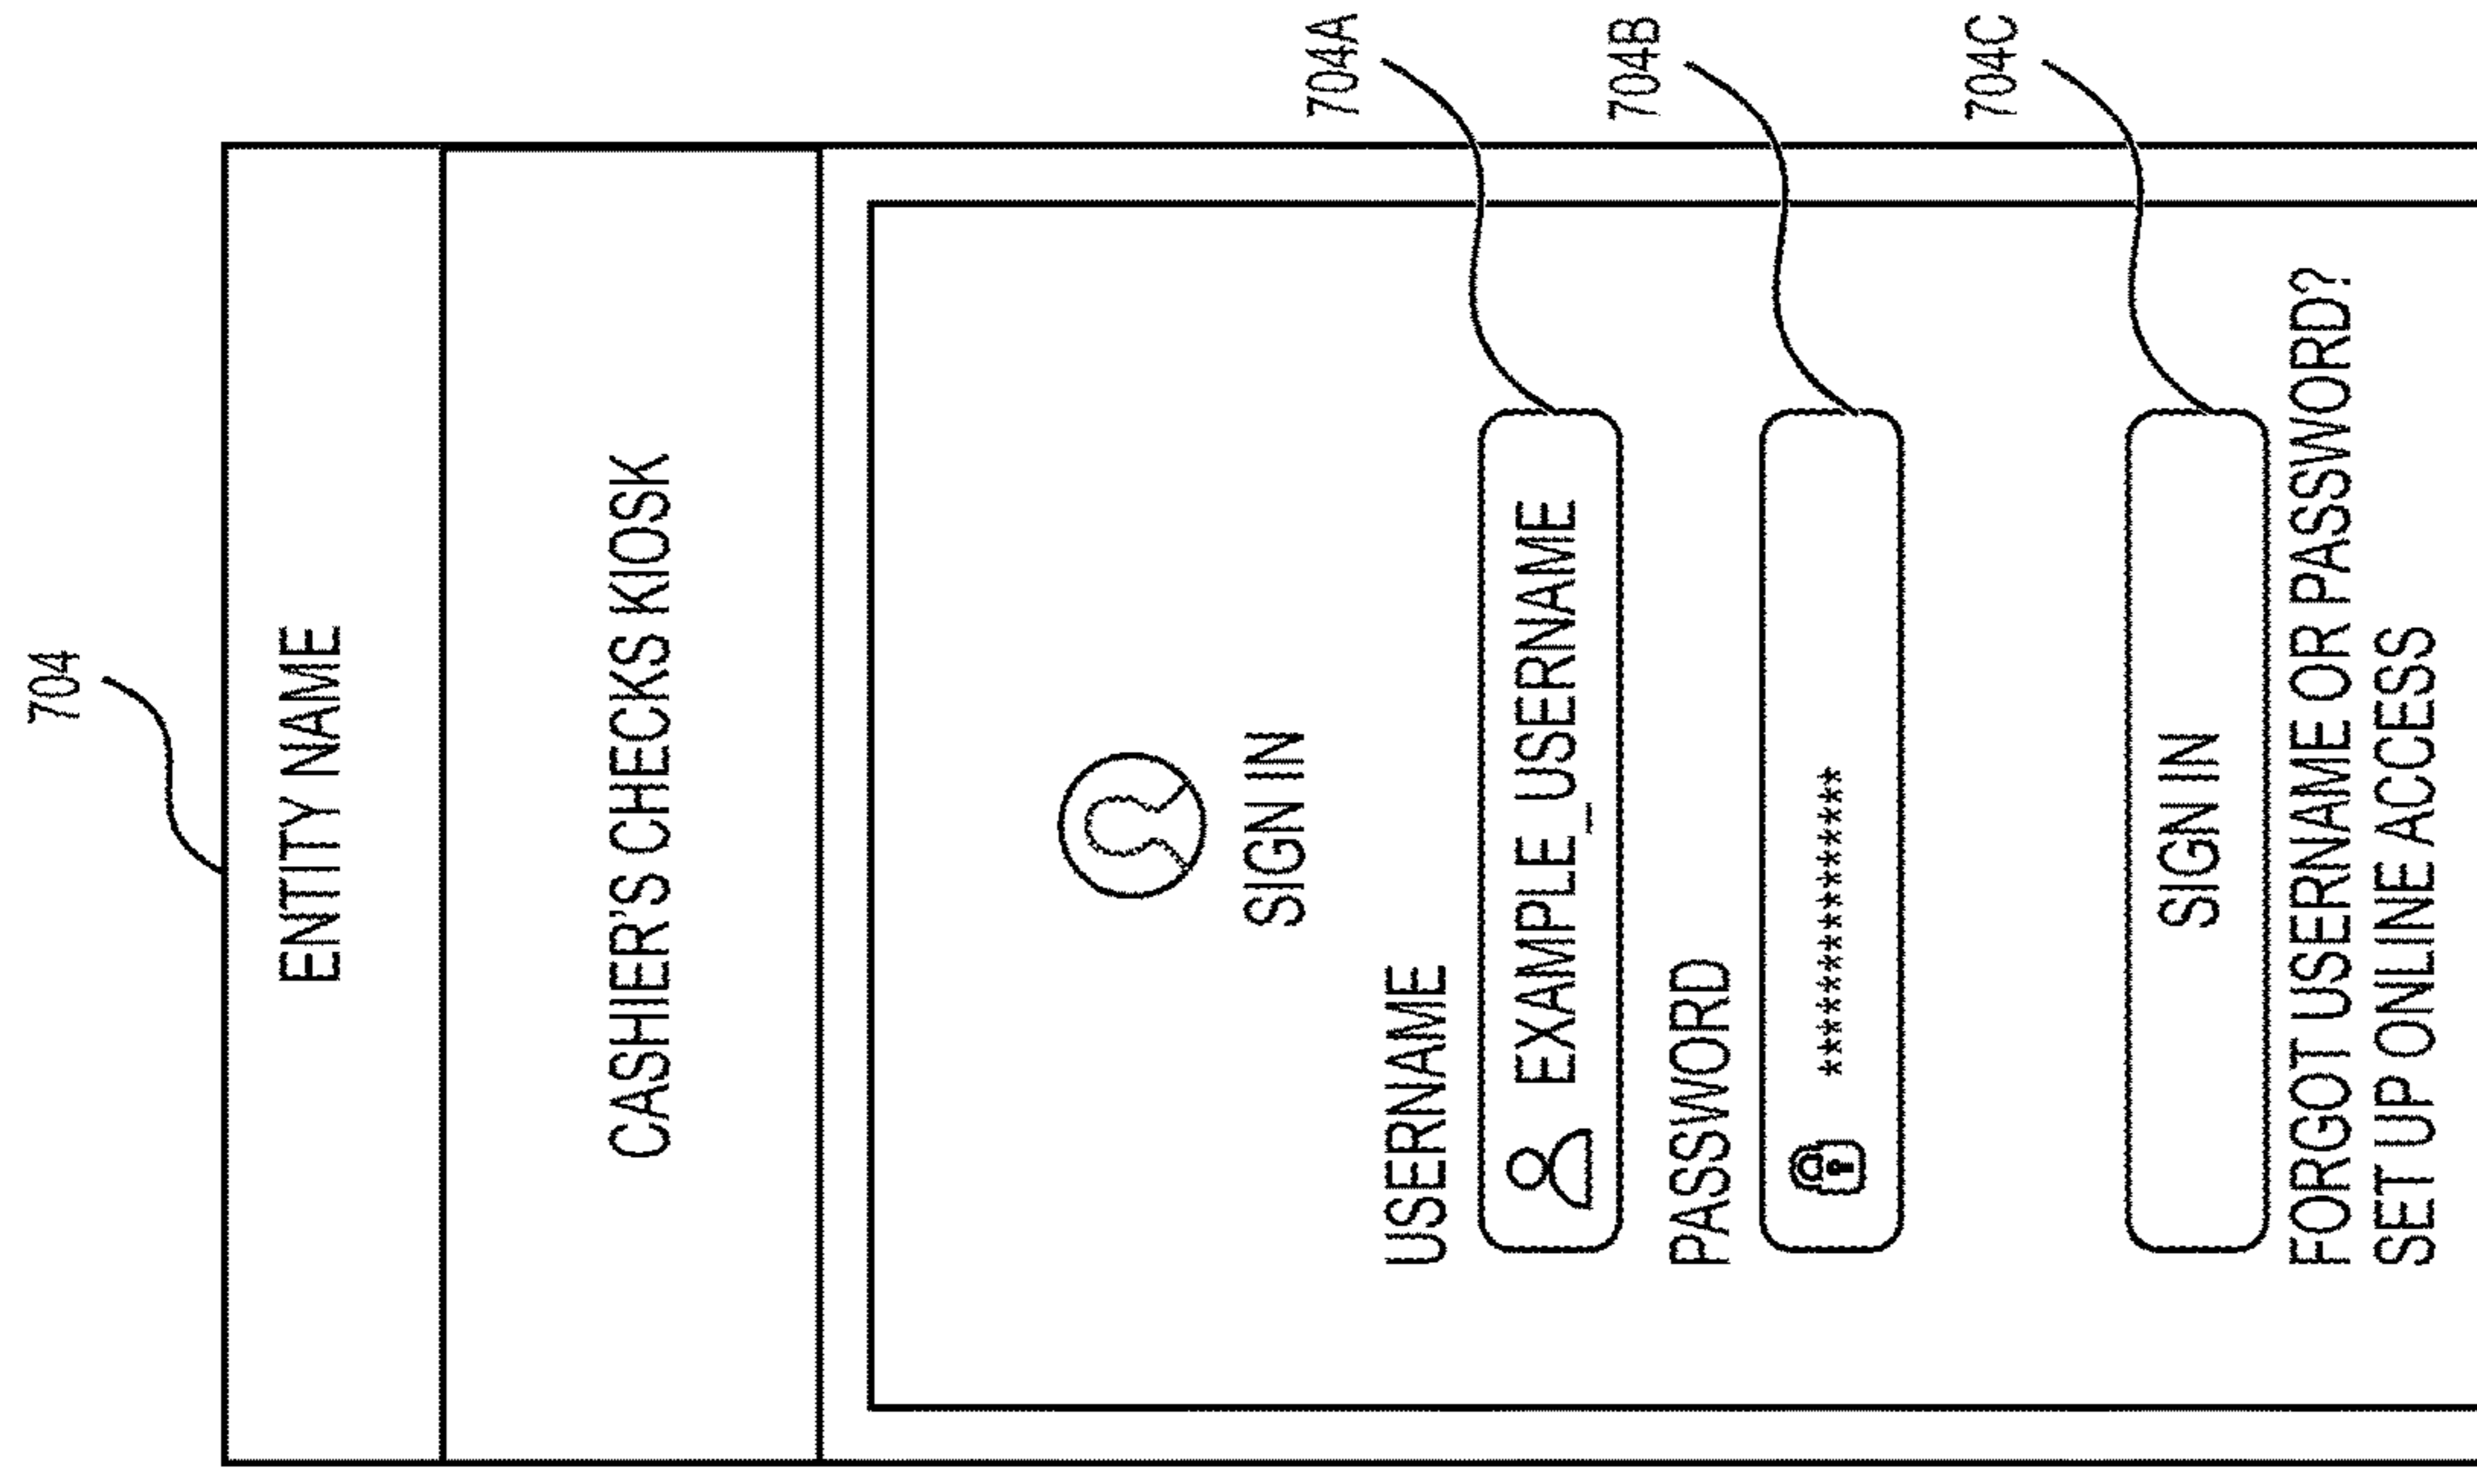 704
ENTITY NAME
CASHIER'S CHECKS KIOSK
SIGN IN
USERNAME
704A
EXAMPLE_USERNAME
PASSWORD
704B
***************
704C
SIGN IN
FORGOT USERNAME OR PASSWORD?
SET UP ONLINE ACCESS